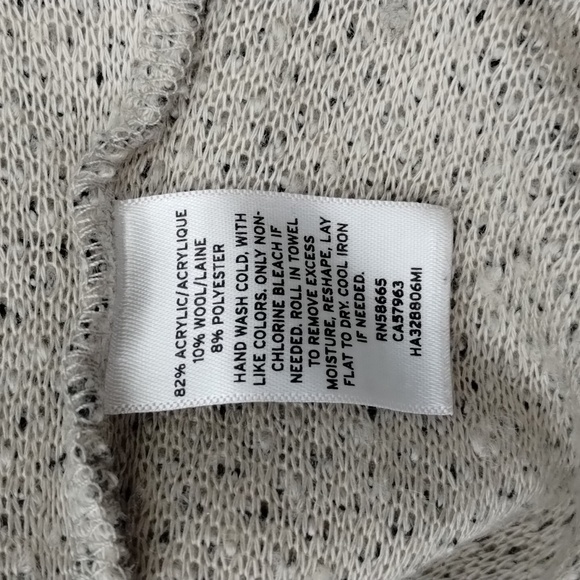 82% ACRYLIC/ACRYLIQUE
10% WOOL/LAINE
8% POLYESTER
HAND WASH COLD, WITH
LIKE COLORS. ONLY NON-
CHLORINE BLEACH IF
NEEDED. ROLL IN TOWEL
TO REMOVE EXCESS
MOISTURE, RESHAPE, LAY
FLAT TO DRY. COOL IRON
IF NEEDED.
RN58665
CA57963
HA328806MI